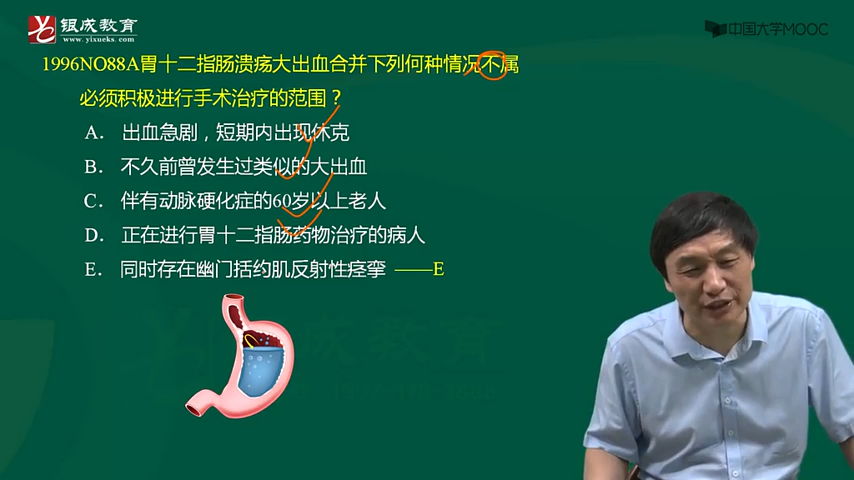 银成教育
www.yixueks.com
中国大学MOOC
1996NO88A胃十二指肠溃疡大出血合并下列何种情况不属
必须积极进行手术治疗的范围？
A． 出血急剧，短期内出现休克
B． 不久前曾发生过类似的大出血
C． 伴有动脉硬化症的60岁以上老人
D． 正在进行胃十二指肠药物治疗的病人
E． 同时存在幽门括约肌反射性痉挛 ——E
成教育